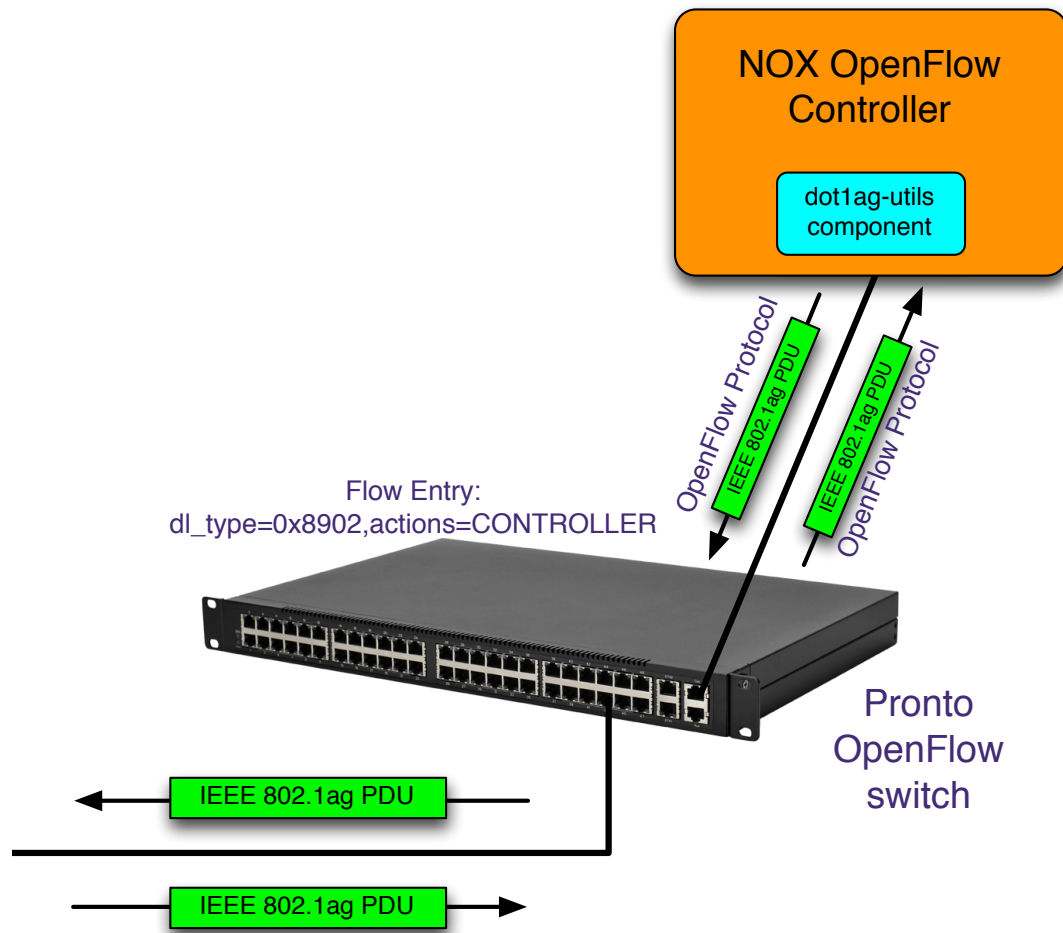 NOX OpenFlow
Controller
dot1ag-utils
component
OpenFlow Protocol
IEEE 802.1ag PDU
IEEE 802.1ag PDU
OpenFlow Protocol
Flow Entry:
dl_type=0x8902,actions=CONTROLLER
Pronto
OpenFlow
switch
IEEE 802.1ag PDU
IEEE 802.1ag PDU